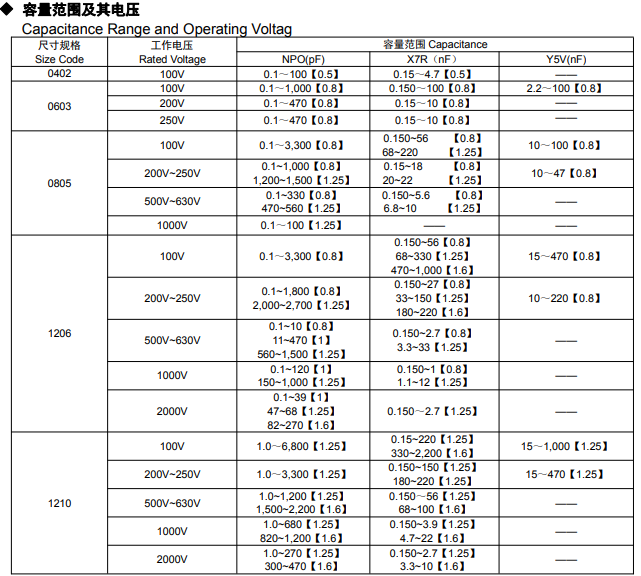 ◆ 容量范围及其电压
Capacitance Range and Operating Voltag
尺寸规格 工作电压 容量范围 Capacitance
Size Code Rated Voltage NPO(pF) X7R（nF） Y5V(nF)
0402 100V 0.1～100【0.5】 0.15~4.7【0.5】 ——
0603 100V 0.1～1,000【0.8】 0.150～100【0.8】 2.2~100【0.8】
200V 0.1~470【0.8】 0.15～10【0.8】 ——
250V 0.1~470【0.8】 0.15～10【0.8】 ——
0805 100V 0.1～3,300【0.8】 0.150~56 【0.8】 10～100【0.8】
68~220 【1.25】
200V~250V 0.1~1,000【0.8】 0.15~18 【0.8】 10～47【0.8】
1,200~1,500【1.25】 20~22 【1.25】
500V~630V 0.1~330【0.8】 0.150~5.6 【0.8】 ——
470~560【1.25】 6.8~10 【1.25】
1000V 0.1~100【1.25】 —— ——
1206 100V 0.1~3,300【0.8】 0.150~56【0.8】 15~470【0.8】
68~330【1.25】
470~1,000【1.6】
200V~250V 0.1~1,800【0.8】 0.150~27【0.8】 10～220【0.8】
2,000~2,700【1.25】 33~150【1.25】
180~220【1.6】
500V~630V 0.1~10【0.8】 0.150~2.7【0.8】 ——
11~470【1】 3.3~33【1.25】
560~1,500【1.25】
1000V 0.1~120【1】 0.150~1【0.8】 ——
150~1,000【1.25】 1.1~12【1.25】
2000V 0.1~39【1】 0.150～2.7【1.25】 ——
47~68【1.25】
82~270【1.6】
1210 100V 1.0~6,800【1.25】 0.15~220【1.25】 15～1,000【1.25】
330~2,200【1.6】
200V~250V 1.0～3,300【1.25】 0.150~150【1.25】 15～470【1.25】
180~220【1.25】
500V~630V 1.0~1,200【1.25】 0.150～56【1.25】 ——
1,500~2,200【1.6】 68~100【1.6】
1000V 1.0~680【1.25】 0.150~3.9【1.25】 ——
820~1,200【1.6】 4.7~22【1.6】
2000V 1.0~270【1.25】 0.150~2.7【1.25】 ——
300~470【1.6】 3.3~10【1.6】